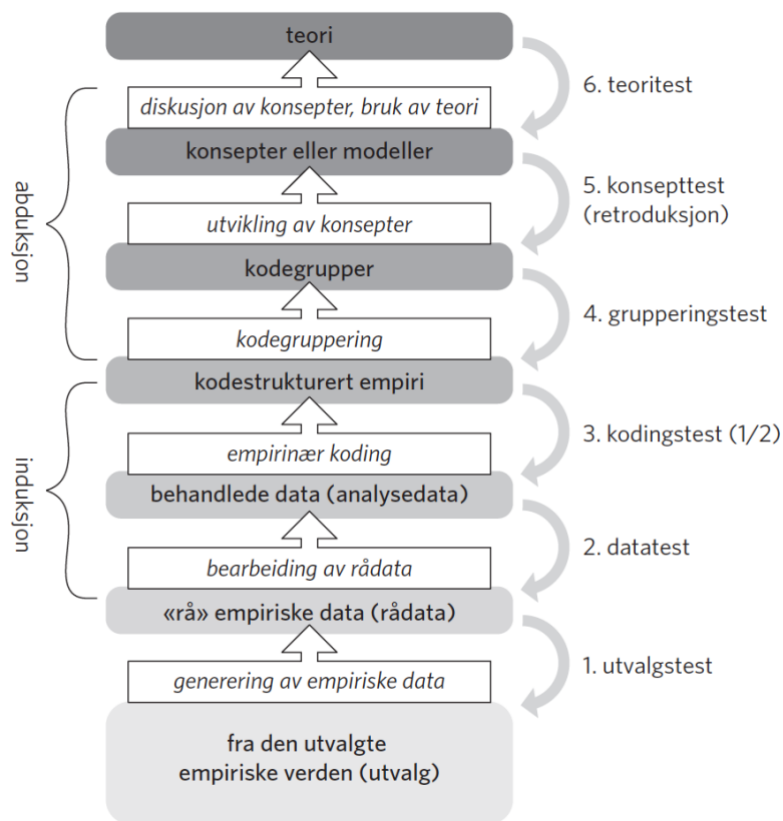 teori
6. teoritest
diskusjon av konsepter, bruk av teori
konsepter eller modeller
5. konsepttest
(retroduksjon)
utvikling av konsepter
abduksjon
kodegrupper
4. grupperingstest
kodegruppering
kodestrukturert empiri
3. kodingstest (1/2)
empirinær koding
behandlede data (analysedata)
induksjon
2. datatest
bearbeiding av rådata
«rå» empiriske data (rådata)
1. utvalgstest
generering av empiriske data
fra den utvalgte
empiriske verden (utvalg)